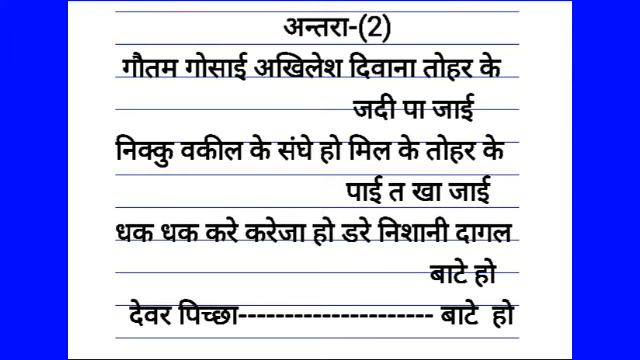 अन्तरा-(2)
गौतम गोसाई अखिलेश दिवाना तोहर के
जदी पा जाई
निक्कु वकील के संघे हो मिल के तोहर के
पाई त खा जाई
धक धक करे करेजा हो डरे निशानी दागल
बाटे हो
देवर पिच्छा--------------------- बाटे हो